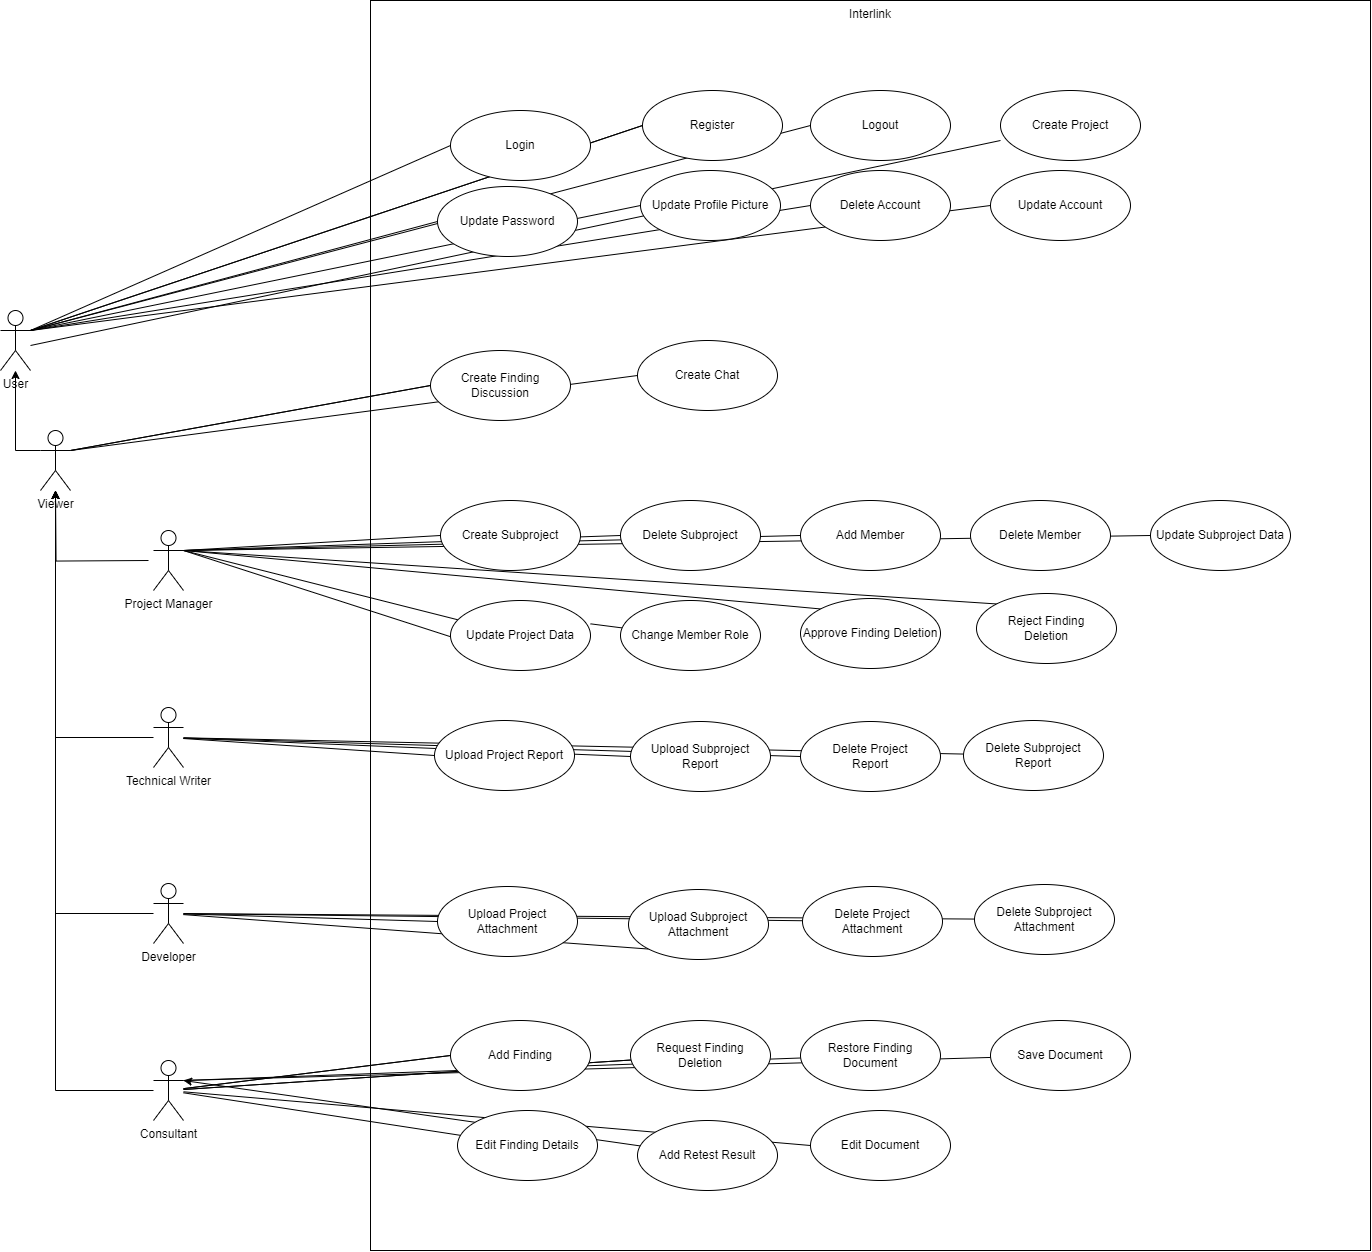 Interlink
Login
Register
Logout
Create Project
Update Password
Update Profile Picture
Delete Account
Update Account
User
Create Finding
Discussion
Create Chat
Viewer
Create Subproject
Delete Subproject
Add Member
Delete Member
Update Subproject Data
Project Manager
Update Project Data
Change Member Role
Approve Finding Deletion
Reject Finding
Deletion
Technical Writer
Upload Project Report
Upload Subproject
Report
Delete Project
Report
Delete Subproject
Report
Developer
Upload Project
Attachment
Upload Subproject
Attachment
Delete Project
Attachment
Delete Subproject
Attachment
Add Finding
Request Finding
Deletion
Restore Finding
Document
Save Document
Consultant
Edit Finding Details
Add Retest Result
Edit Document